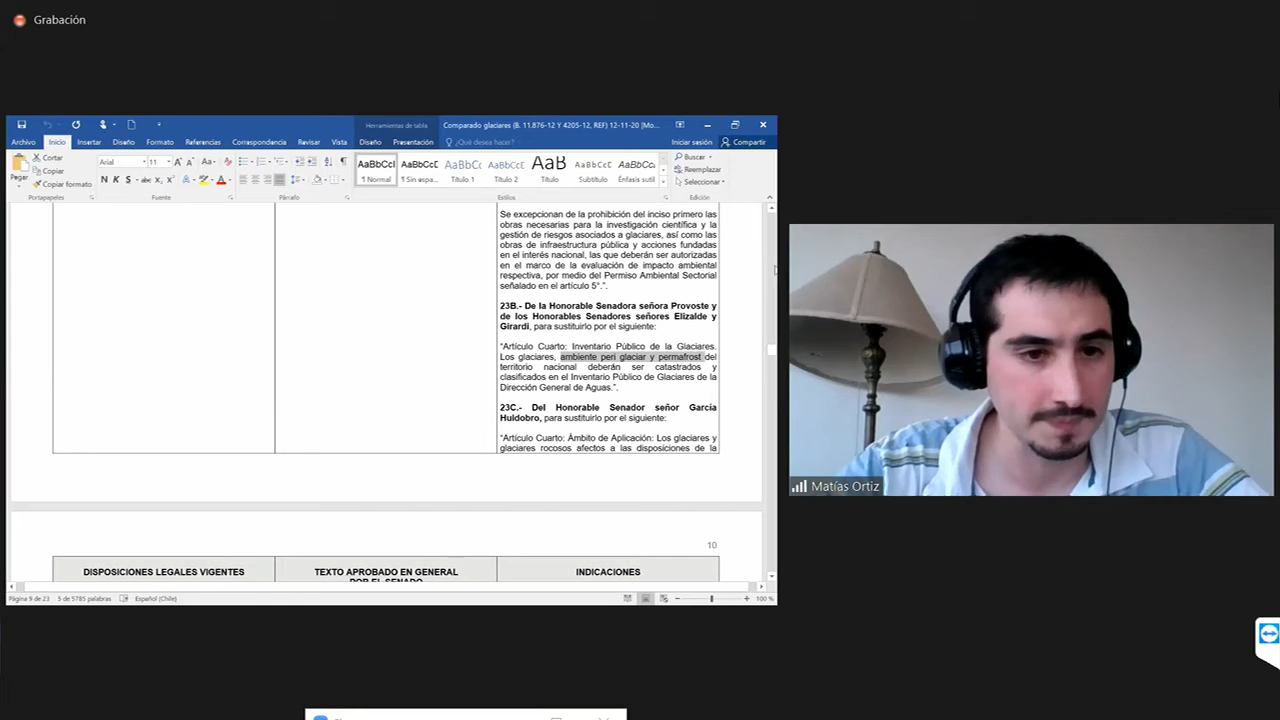 Grabación
Herramientas de tabla
Comparado glaciares (B. 11.876-12 Y 4205-12, REF) 12-11-20 [Mo...
Archivo Inicio Insertar Diseño Formato Referencias Correspondencia Revisar Vista Diseño Presentación ¿Qué desea hacer? Iniciar sesión Compartir
Pegar
Cortar
Copiar
Copiar formato
Portapapeles
Arial 11
N K S abc x₂ x²
Fuente
Párrafo
AaBbCcI AaBbCcD AaBbCc AaBbCcD AaB AaBbCcD AaBbCcD
¶ Normal ¶ Sin espa... Título 1 Título 2 Título Subtítulo Énfasis sutil
Estilos
Buscar
Reemplazar
Seleccionar
Edición
Se excepcionan de la prohibición del inciso primero las
obras necesarias para la investigación científica y la
gestión de riesgos asociados a glaciares, así como las
obras de infraestructura pública y acciones fundadas
en el interés nacional, las que deberán ser autorizadas
en el marco de la evaluación de impacto ambiental
respectiva, por medio del Permiso Ambiental Sectorial
señalado en el artículo 5°.”.
23B.- De la Honorable Senadora señora Provoste y
de los Honorables Senadores señores Elizalde y
Girardi, para sustituirlo por el siguiente:
“Artículo Cuarto: Inventario Público de la Glaciares.
Los glaciares, ambiente peri glaciar y permafrost del
territorio nacional deberán ser catastrados y
clasificados en el Inventario Público de Glaciares de la
Dirección General de Aguas.”.
23C.- Del Honorable Senador señor García
Huidobro, para sustituirlo por el siguiente:
“Artículo Cuarto: Ámbito de Aplicación: Los glaciares y
glaciares rocosos afectos a las disposiciones de la
10
DISPOSICIONES LEGALES VIGENTES
TEXTO APROBADO EN GENERAL
POR EL SENADO
INDICACIONES
Página 9 de 23 5 de 5785 palabras Español (Chile) 100 %
Matías Ortiz